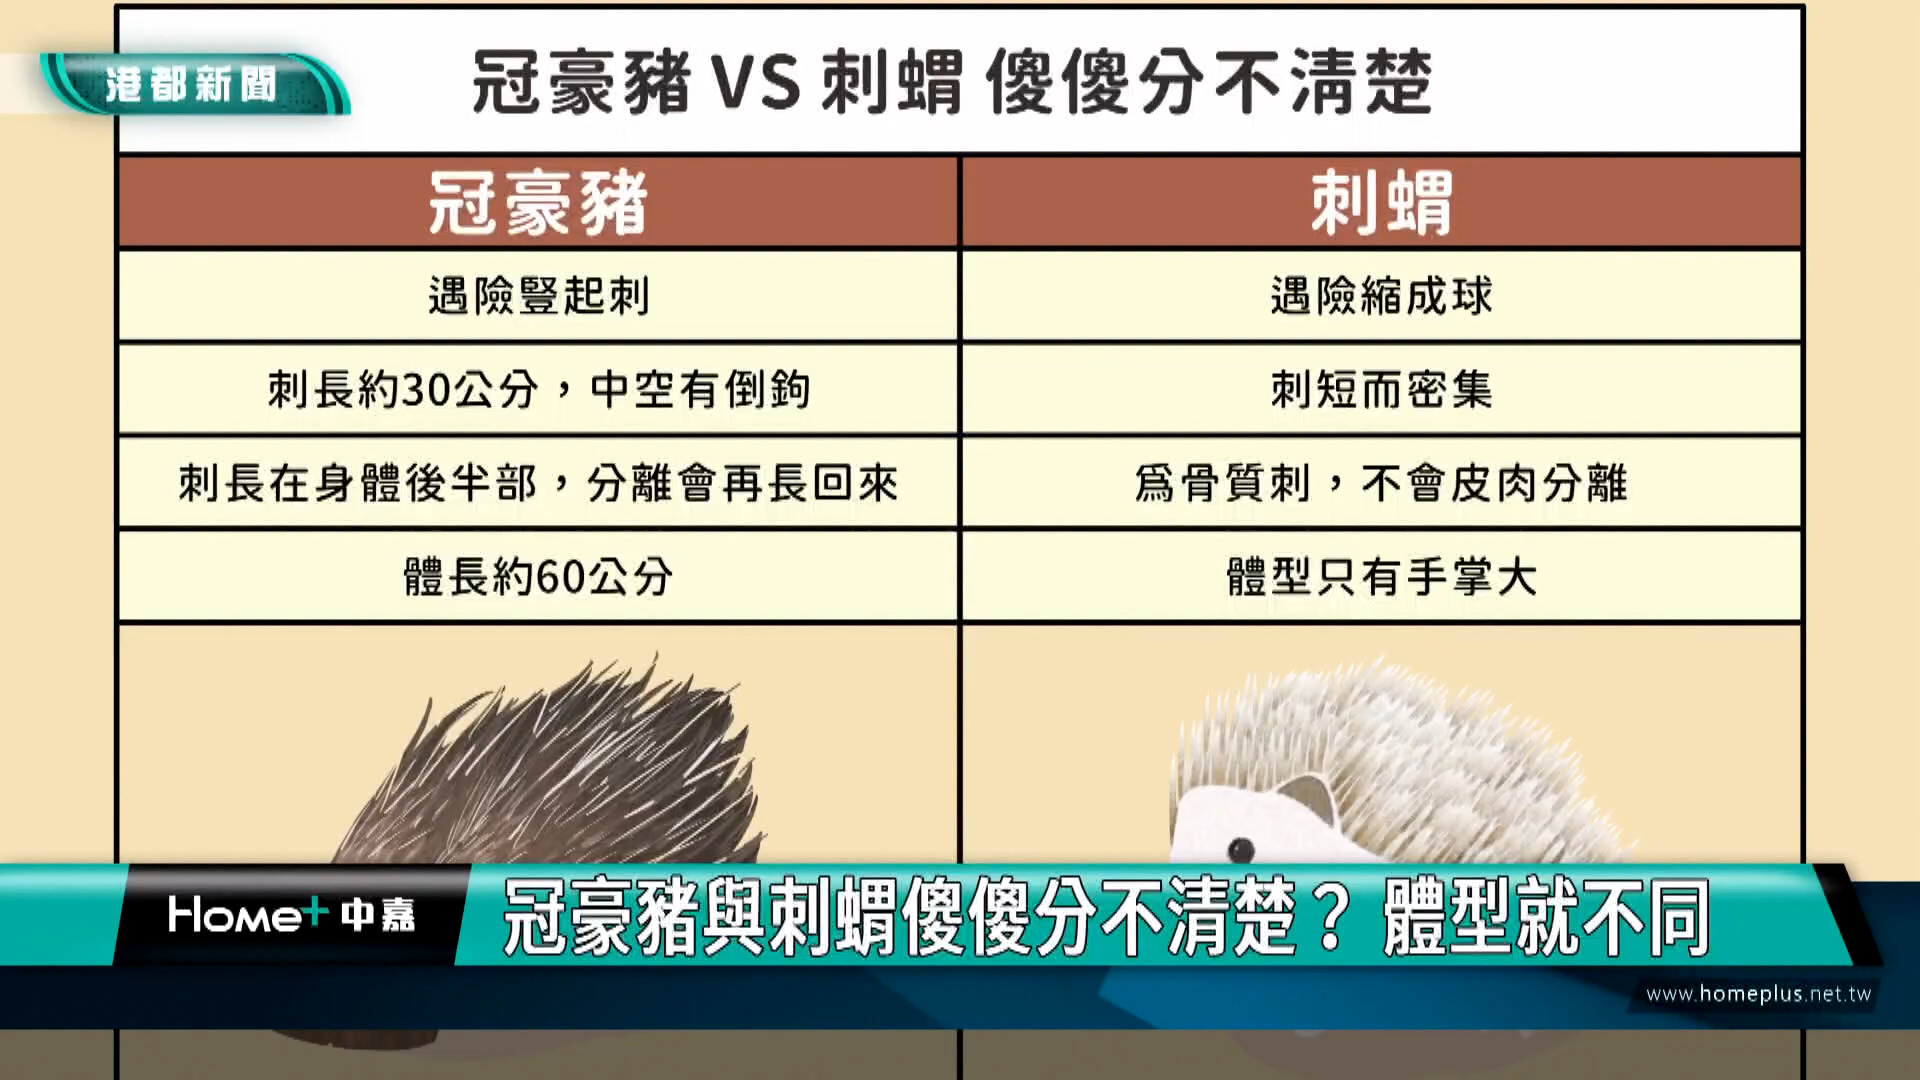 港都新聞
冠豪豬 VS 刺蝟 傻傻分不清楚
冠豪豬
刺蝟
遇險豎起刺
遇險縮成球
刺長約30公分，中空有倒鉤
刺短而密集
刺長在身體後半部，分離會再長回來
為骨質刺，不會皮肉分離
體長約60公分
體型只有手掌大
Home+中嘉
冠豪豬與刺蝟傻傻分不清楚？ 體型就不同
www.homeplus.net.tw